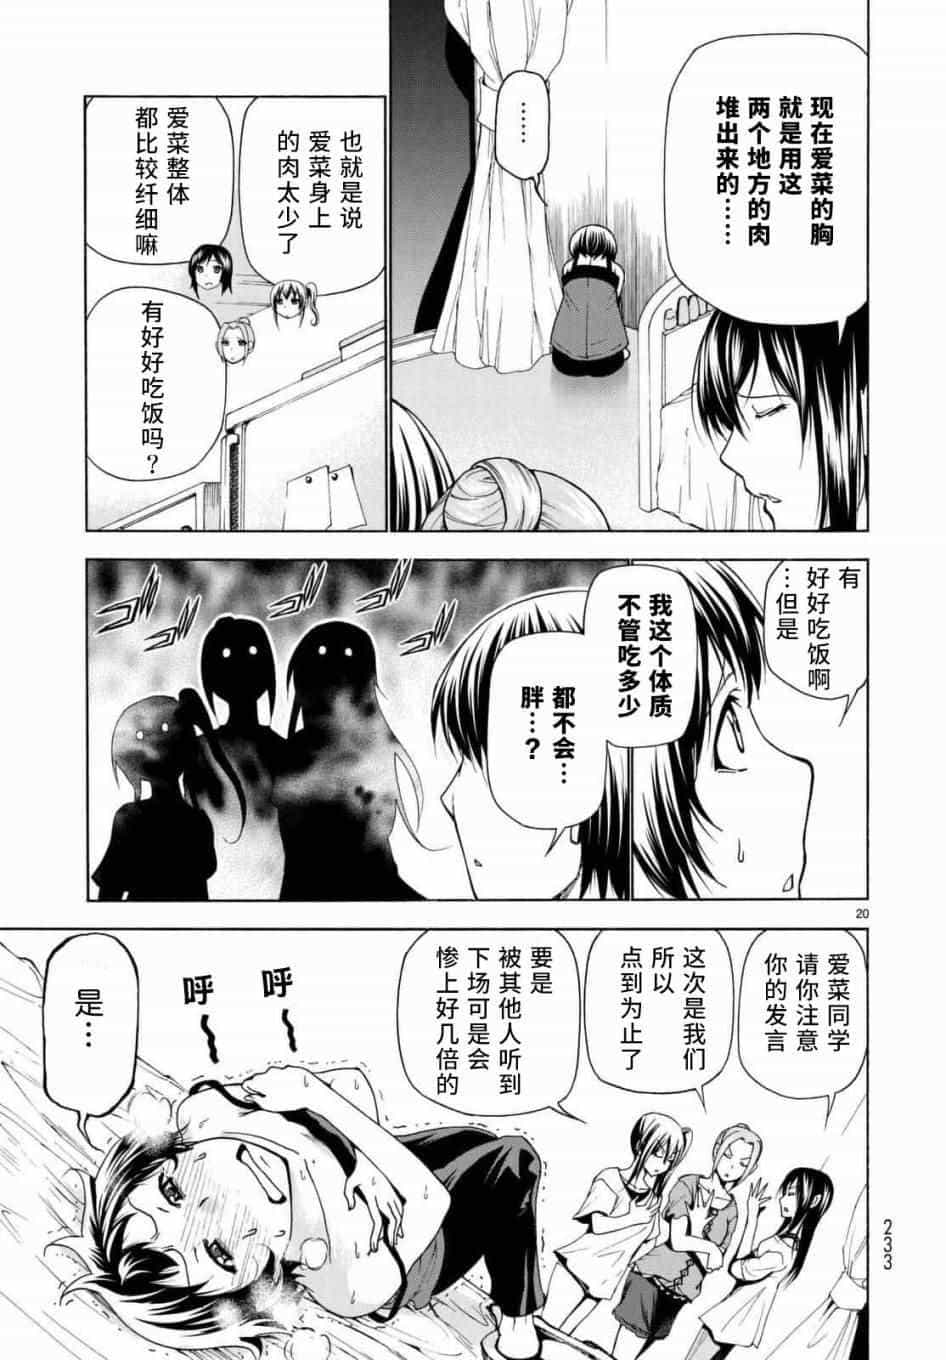 现在爱菜的胸
就是用这
两个地方的肉
堆出来的……
……
也就是说
爱菜身上
的肉太少
了
爱菜整体
都比较纤细嘛
有好好吃饭吗？
有
好好吃饭啊
…但是
我这个体质
不管吃多少
都不会…
胖…？
20
爱菜同学
请你注意
你的发言
这次是我们
所以
点到为止
了
要是
被其他人听到
下场可是会
惨上好几倍的
呼～
呼～
是…
233